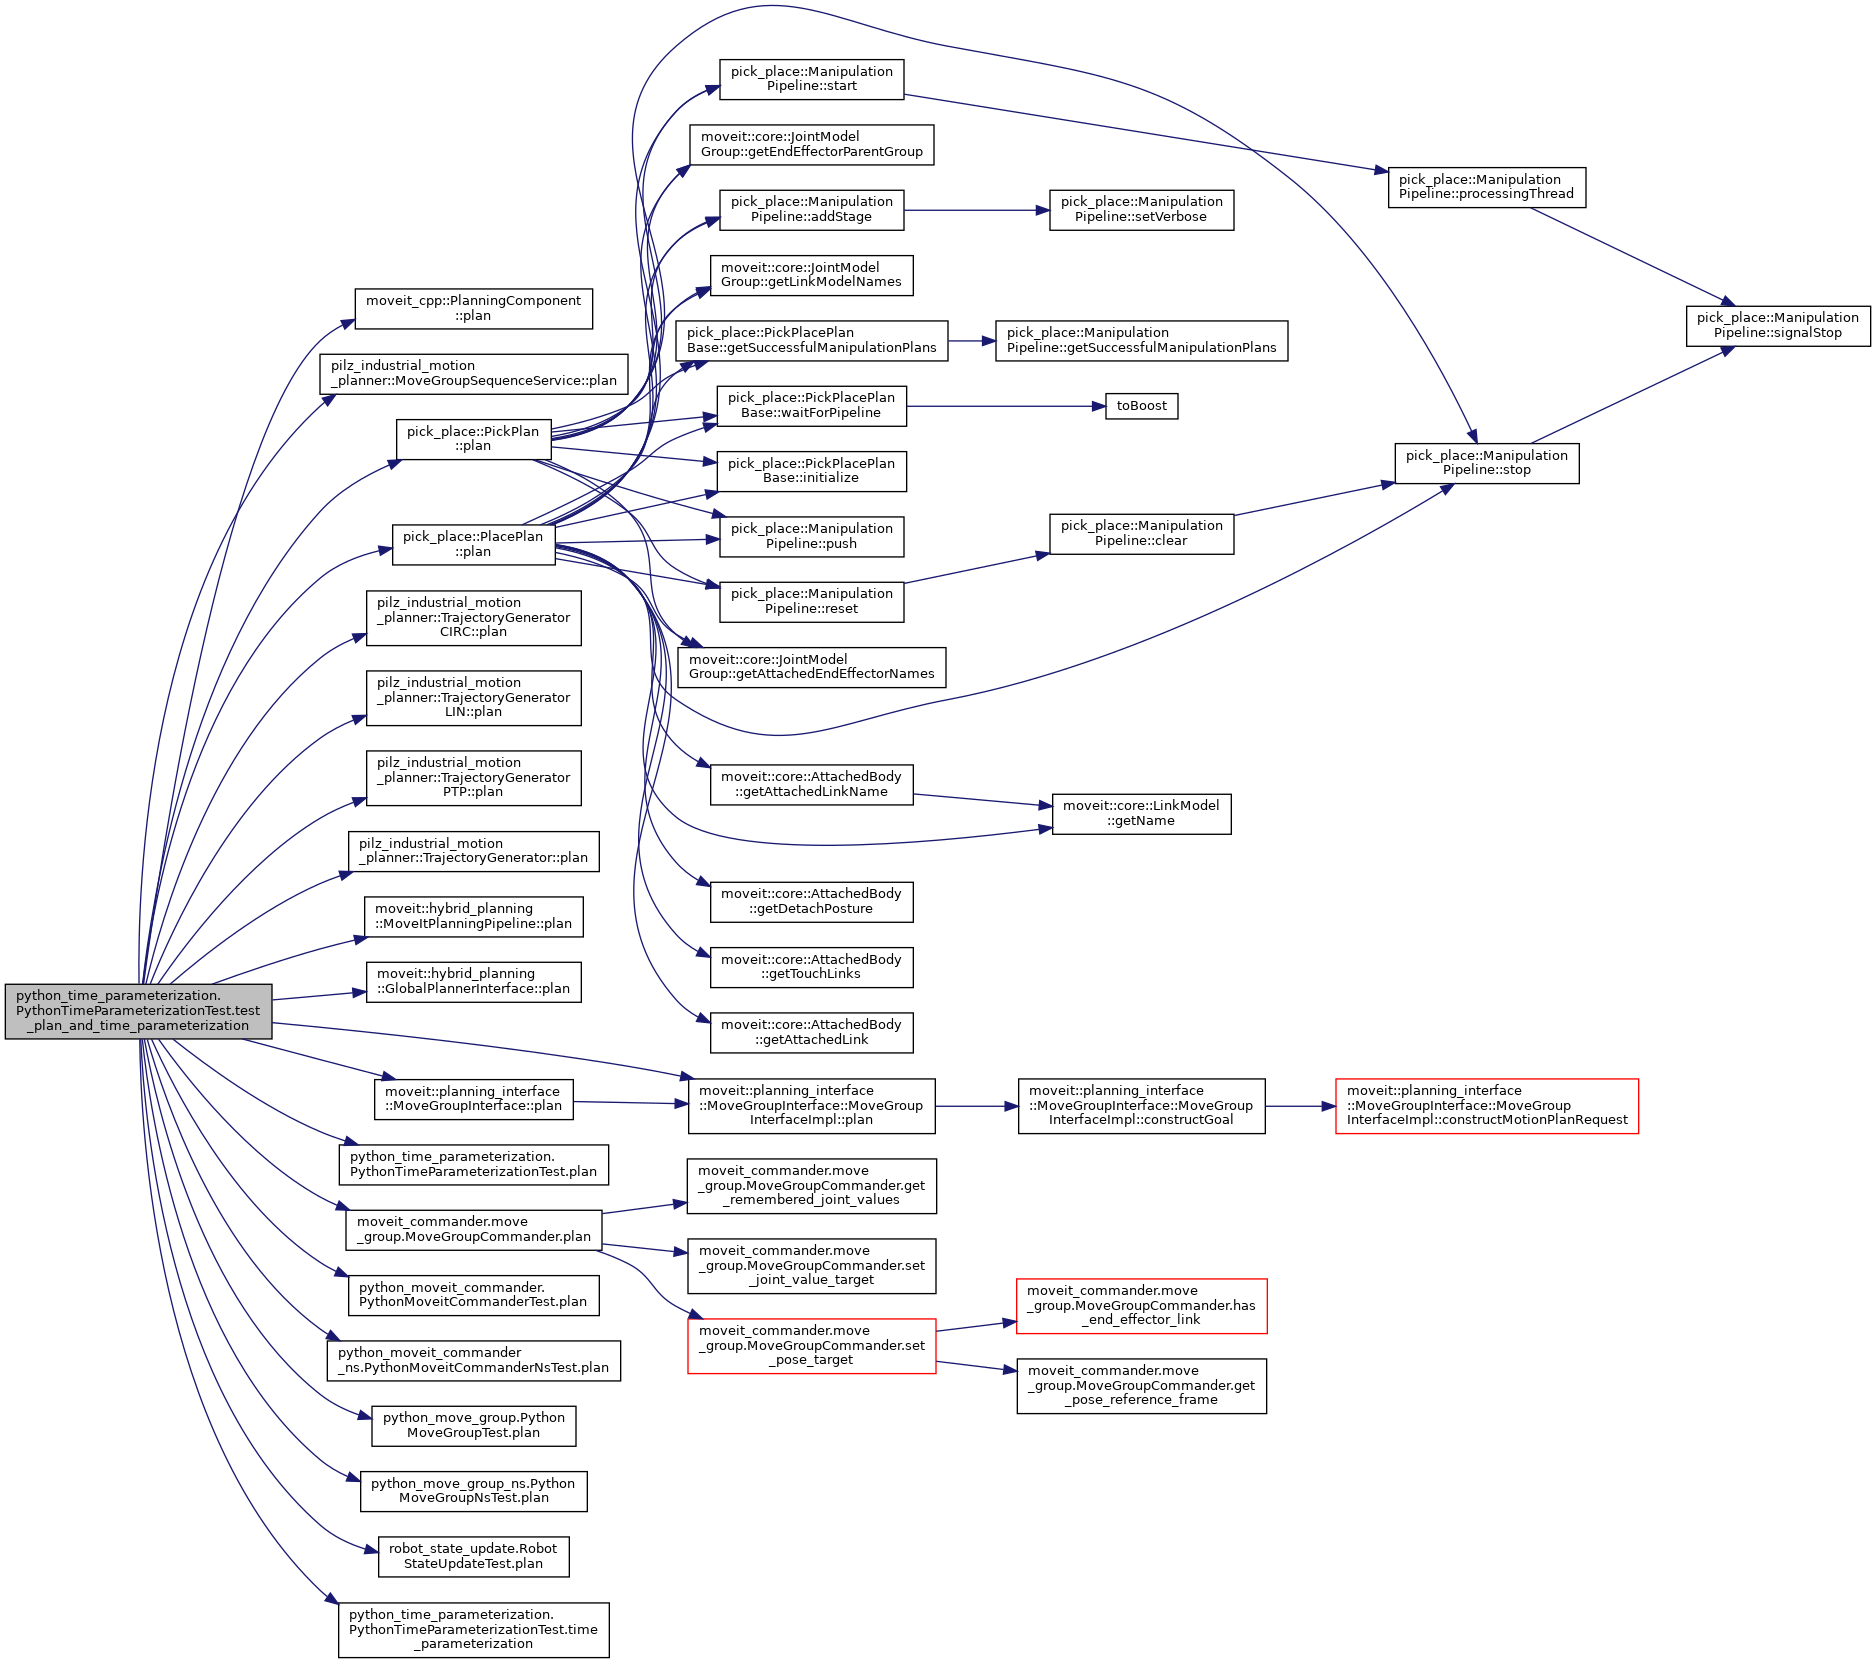 python_time_parameterization.
PythonTimeParameterizationTest.test
_plan_and_time_parameterization
moveit_cpp::PlanningComponent
::plan
pilz_industrial_motion
_planner::MoveGroupSequenceService::plan
pick_place::PickPlan
::plan
pick_place::PlacePlan
::plan
pilz_industrial_motion
_planner::TrajectoryGenerator
CIRC::plan
pilz_industrial_motion
_planner::TrajectoryGenerator
LIN::plan
pilz_industrial_motion
_planner::TrajectoryGenerator
PTP::plan
pilz_industrial_motion
_planner::TrajectoryGenerator::plan
moveit::hybrid_planning
::MoveItPlanningPipeline::plan
moveit::hybrid_planning
::GlobalPlannerInterface::plan
moveit::planning_interface
::MoveGroupInterface::plan
python_time_parameterization.
PythonTimeParameterizationTest.plan
moveit_commander.move
_group.MoveGroupCommander.plan
python_moveit_commander.
PythonMoveitCommanderTest.plan
python_moveit_commander
_ns.PythonMoveitCommanderNsTest.plan
python_move_group.Python
MoveGroupTest.plan
python_move_group_ns.Python
MoveGroupNsTest.plan
robot_state_update.Robot
StateUpdateTest.plan
python_time_parameterization.
PythonTimeParameterizationTest.time
_parameterization
pick_place::Manipulation
Pipeline::start
moveit::core::JointModel
Group::getEndEffectorParentGroup
pick_place::Manipulation
Pipeline::addStage
moveit::core::JointModel
Group::getLinkModelNames
pick_place::PickPlacePlan
Base::getSuccessfulManipulationPlans
pick_place::PickPlacePlan
Base::waitForPipeline
pick_place::PickPlacePlan
Base::initialize
pick_place::Manipulation
Pipeline::push
pick_place::Manipulation
Pipeline::reset
moveit::core::JointModel
Group::getAttachedEndEffectorNames
moveit::core::AttachedBody
::getAttachedLinkName
moveit::core::AttachedBody
::getDetachPosture
moveit::core::AttachedBody
::getTouchLinks
moveit::core::AttachedBody
::getAttachedLink
moveit::planning_interface
::MoveGroupInterface::MoveGroup
InterfaceImpl::plan
moveit_commander.move
_group.MoveGroupCommander.get
_remembered_joint_values
moveit_commander.move
_group.MoveGroupCommander.set
_joint_value_target
moveit_commander.move
_group.MoveGroupCommander.set
_pose_target
pick_place::Manipulation
Pipeline::setVerbose
pick_place::Manipulation
Pipeline::getSuccessfulManipulationPlans
toBoost
pick_place::Manipulation
Pipeline::clear
moveit::core::LinkModel
::getName
moveit::planning_interface
::MoveGroupInterface::MoveGroup
InterfaceImpl::constructGoal
moveit_commander.move
_group.MoveGroupCommander.has
_end_effector_link
moveit_commander.move
_group.MoveGroupCommander.get
_pose_reference_frame
pick_place::Manipulation
Pipeline::processingThread
pick_place::Manipulation
Pipeline::stop
moveit::planning_interface
::MoveGroupInterface::MoveGroup
InterfaceImpl::constructMotionPlanRequest
pick_place::Manipulation
Pipeline::signalStop